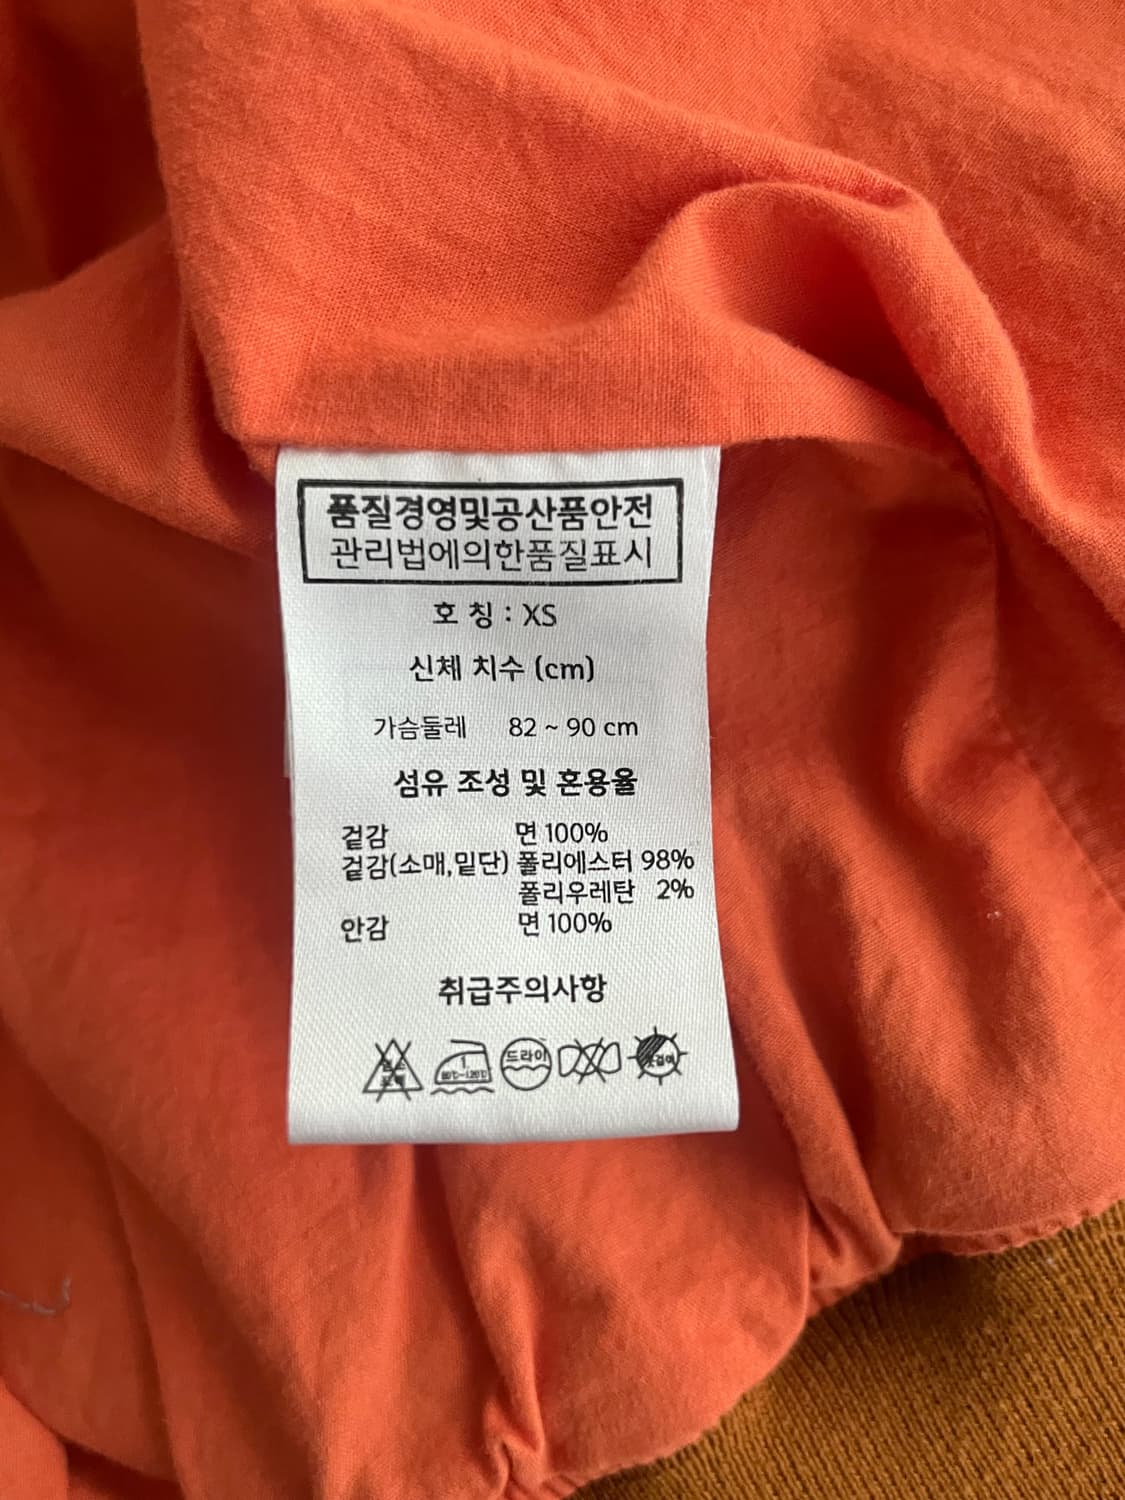 품질경영및공산품안전
관리법에의한품질표시
호 칭 : XS
신체 치수 (cm)
가슴둘레 82 ~ 90 cm
섬유 조성 및 혼용율
겉감 면 100%
겉감(소매,밑단) 폴리에스터 98%
폴리우레탄 2%
안감 면 100%
취급주의사항
1
80℃~120℃
드라이